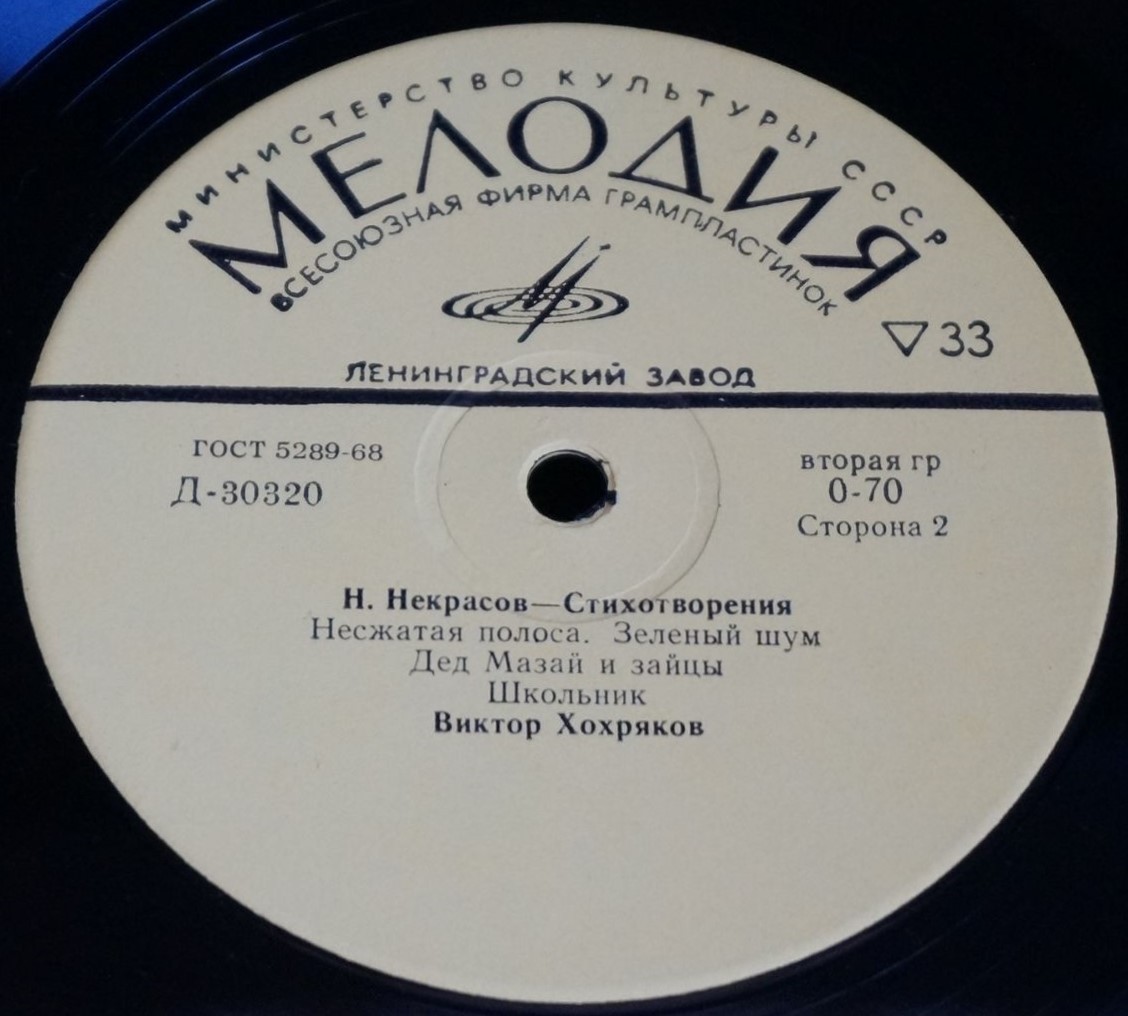 МИНИСТЕРСТВО КУЛЬТУРЫ СССР
МЕЛОДИЯ
ВСЕСОЮЗНАЯ ФИРМА ГРАМПЛАСТИНОК
33
ЛЕНИНГРАДСКИЙ ЗАВОД
ГОСТ 5289-68
Д-30320
вторая гр
0-70
Сторона 2
Н. Некрасов—Стихотворения
Несжатая полоса. Зеленый шум
Дед Мазай и зайцы
Школьник
Виктор Хохряков